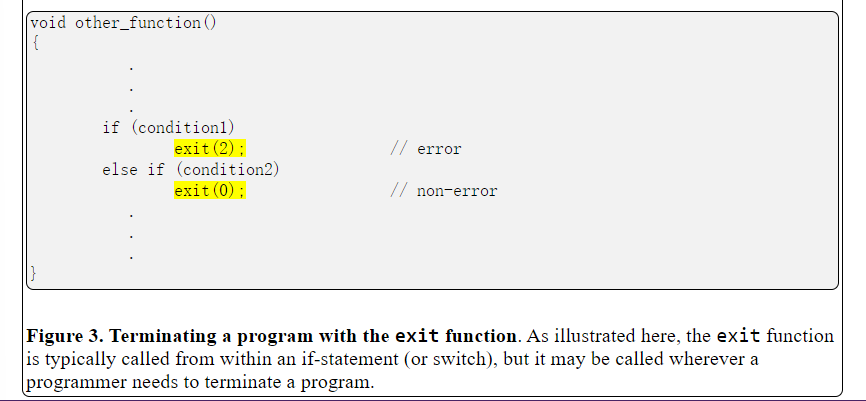 void other_function()
{
.
.
.
if (condition1)
exit(2); // error
else if (condition2)
exit(0); // non-error
.
.
.
}
Figure 3. Terminating a program with the exit function. As illustrated here, the exit function
is typically called from within an if-statement (or switch), but it may be called wherever a
programmer needs to terminate a program.